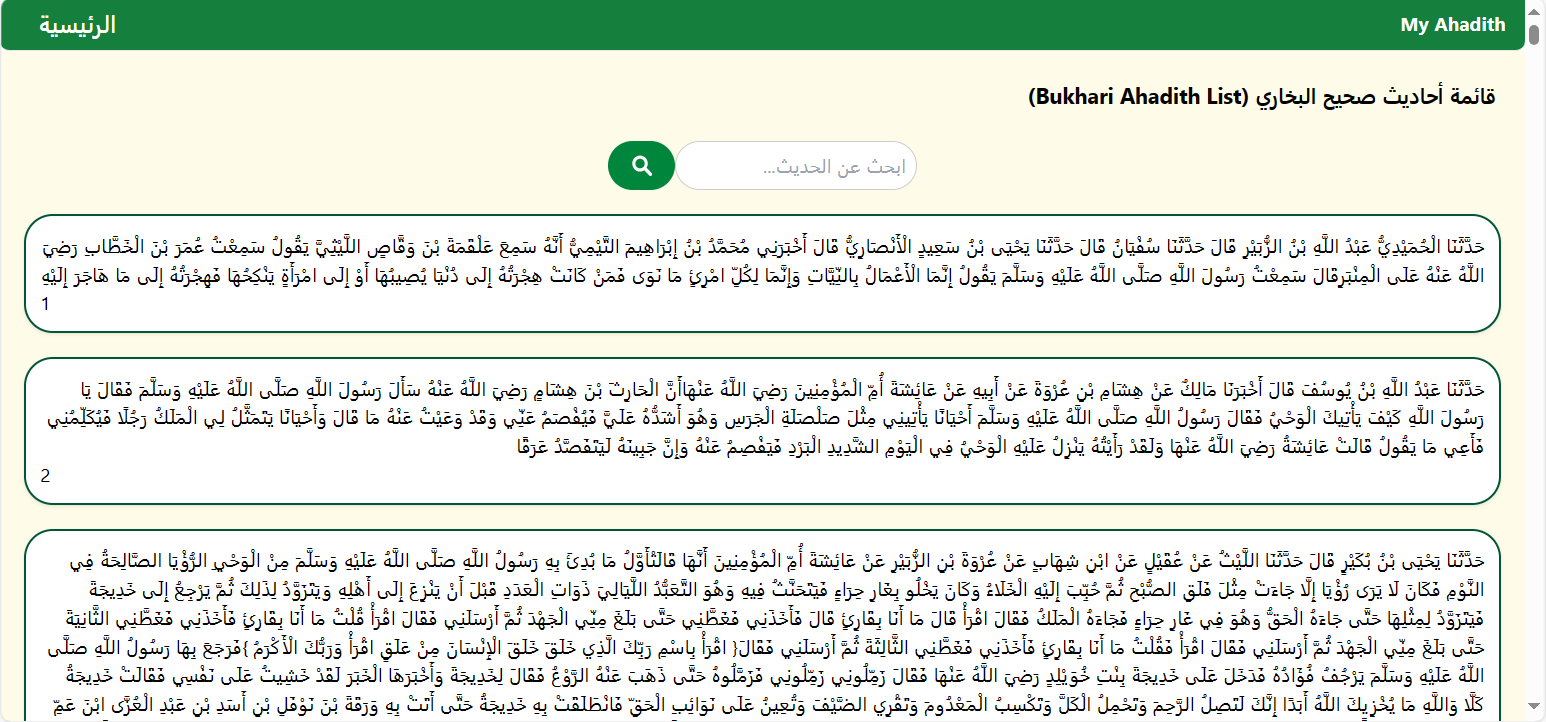 My Ahadith
الرئيسية
قائمة أحاديث صحيح البخاري (Bukhari Ahadith List)
ابحث عن الحديث...
حَدَّثَنَا الْحُمَيْدِيُّ عَبْدُ اللَّهِ بْنُ الزُّبَيْرِ قَالَ حَدَّثَنَا سُفْيَانُ قَالَ حَدَّثَنَا يَحْيَى بْنُ سَعِيدٍ الْأَنْصَارِيُّ قَالَ أَخْبَرَنِي مُحَمَّدُ بْنُ إِبْرَاهِيمَ التَّيْمِيُّ أَنَّهُ سَمِعَ عَلْقَمَةَ بْنَ وَقَّاصٍ اللَّيْثِيَّ يَقُولُ سَمِعْتُ عُمَرَ بْنَ الْخَطَّابِ رَضِيَ
اللَّهُ عَنْهُ عَلَى الْمِنْبَرِقَالَ سَمِعْتُ رَسُولَ اللَّهِ صَلَّى اللَّهُ عَلَيْهِ وَسَلَّمَ يَقُولُ إِنَّمَا الْأَعْمَالُ بِالنِّيَّاتِ وَإِنَّمَا لِكُلِّ امْرِئٍ مَا نَوَى فَمَنْ كَانَتْ هِجْرَتُهُ إِلَى دُنْيَا يُصِيبُهَا أَوْ إِلَى امْرَأَةٍ يَنْكِحُهَا فَهِجْرَتُهُ إِلَى مَا هَاجَرَ إِلَيْهِ
1
حَدَّثَنَا عَبْدُ اللَّهِ بْنُ يُوسُفَ قَالَ أَخْبَرَنَا مَالِكٌ عَنْ هِشَامِ بْنِ عُرْوَةَ عَنْ أَبِيهِ عَنْ عَائِشَةَ أُمِّ الْمُؤْمِنِينَ رَضِيَ اللَّهُ عَنْهَاأَنَّ الْحَارِثَ بْنَ هِشَامٍ رَضِيَ اللَّهُ عَنْهُ سَأَلَ رَسُولَ اللَّهِ صَلَّى اللَّهُ عَلَيْهِ وَسَلَّمَ فَقَالَ يَا
رَسُولَ اللَّهِ كَيْفَ يَأْتِيكَ الْوَحْيُ فَقَالَ رَسُولُ اللَّهِ صَلَّى اللَّهُ عَلَيْهِ وَسَلَّمَ أَحْيَانًا يَأْتِينِي مِثْلَ صَلْصَلَةِ الْجَرَسِ وَهُوَ أَشَدُّهُ عَلَيَّ فَيُفْصَمُ عَنِّي وَقَدْ وَعَيْتُ عَنْهُ مَا قَالَ وَأَحْيَانًا يَتَمَثَّلُ لِي الْمَلَكُ رَجُلًا فَيُكَلِّمُنِي
فَأَعِي مَا يَقُولُ قَالَتْ عَائِشَةُ رَضِيَ اللَّهُ عَنْهَا وَلَقَدْ رَأَيْتُهُ يَنْزِلُ عَلَيْهِ الْوَحْيُ فِي الْيَوْمِ الشَّدِيدِ الْبَرْدِ فَيَفْصِمُ عَنْهُ وَإِنَّ جَبِينَهُ لَيَتَفَصَّدُ عَرَقًا
2
حَدَّثَنَا يَحْيَى بْنُ بُكَيْرٍ قَالَ حَدَّثَنَا اللَّيْثُ عَنْ عُقَيْلٍ عَنْ ابْنِ شِهَابٍ عَنْ عُرْوَةَ بْنِ الزُّبَيْرِ عَنْ عَائِشَةَ أُمِّ الْمُؤْمِنِينَ أَنَّهَا قَالَتْأَوَّلُ مَا بُدِئَ بِهِ رَسُولُ اللَّهِ صَلَّى اللَّهُ عَلَيْهِ وَسَلَّمَ مِنْ الْوَحْيِ الرُّؤْيَا الصَّالِحَةُ فِي
النَّوْمِ فَكَانَ لَا يَرَى رُؤْيَا إِلَّا جَاءَتْ مِثْلَ فَلَقِ الصُّبْحِ ثُمَّ حُبِّبَ إِلَيْهِ الْخَلَاءُ وَكَانَ يَخْلُو بِغَارِ حِرَاءٍ فَيَتَحَنَّثُ فِيهِ وَهُوَ التَّعَبُّدُ اللَّيَالِيَ ذَوَاتِ الْعَدَدِ قَبْلَ أَنْ يَنْزِعَ إِلَى أَهْلِهِ وَيَتَزَوَّدُ لِذَلِكَ ثُمَّ يَرْجِعُ إِلَى خَدِيجَةَ
فَيَتَزَوَّدُ لِمِثْلِهَا حَتَّى جَاءَهُ الْحَقُّ وَهُوَ فِي غَارِ حِرَاءٍ فَجَاءَهُ الْمَلَكُ فَقَالَ اقْرَأْ قَالَ مَا أَنَا بِقَارِئٍ قَالَ فَأَخَذَنِي فَغَطَّنِي حَتَّى بَلَغَ مِنِّي الْجَهْدَ ثُمَّ أَرْسَلَنِي فَقَالَ اقْرَأْ قُلْتُ مَا أَنَا بِقَارِئٍ فَأَخَذَنِي فَغَطَّنِي الثَّانِيَةَ
حَتَّى بَلَغَ مِنِّي الْجَهْدَ ثُمَّ أَرْسَلَنِي فَقَالَ اقْرَأْ فَقُلْتُ مَا أَنَا بِقَارِئٍ فَأَخَذَنِي فَغَطَّنِي الثَّالِثَةَ ثُمَّ أَرْسَلَنِي فَقَالَ{ اقْرَأْ بِاسْمِ رَبِّكَ الَّذِي خَلَقَ خَلَقَ الْإِنْسَانَ مِنْ عَلَقٍ اقْرَأْ وَرَبُّكَ الْأَكْرَمُ }فَرَجَعَ بِهَا رَسُولُ اللَّهِ صَلَّى
اللَّهُ عَلَيْهِ وَسَلَّمَ يَرْجُفُ فُؤَادُهُ فَدَخَلَ عَلَى خَدِيجَةَ بِنْتِ خُوَيْلِدٍ رَضِيَ اللَّهُ عَنْهَا فَقَالَ زَمِّلُونِي زَمِّلُونِي فَزَمَّلُوهُ حَتَّى ذَهَبَ عَنْهُ الرَّوْعُ فَقَالَ لِخَدِيجَةَ وَأَخْبَرَهَا الْخَبَرَ لَقَدْ خَشِيتُ عَلَى نَفْسِي فَقَالَتْ خَدِيجَةُ
كَلَّا وَاللَّهِ مَا يُخْزِيكَ اللَّهُ أَبَدًا إِنَّكَ لَتَصِلُ الرَّحِمَ وَتَحْمِلُ الْكَلَّ وَتَكْسِبُ الْمَعْدُومَ وَتَقْرِي الضَّيْفَ وَتُعِينُ عَلَى نَوَائِبِ الْحَقِّ فَانْطَلَقَتْ بِهِ خَدِيجَةُ حَتَّى أَتَتْ بِهِ وَرَقَةَ بْنَ نَوْفَلِ بْنِ أَسَدِ بْنِ عَبْدِ الْعُزَّى ابْنَ عَمِّ